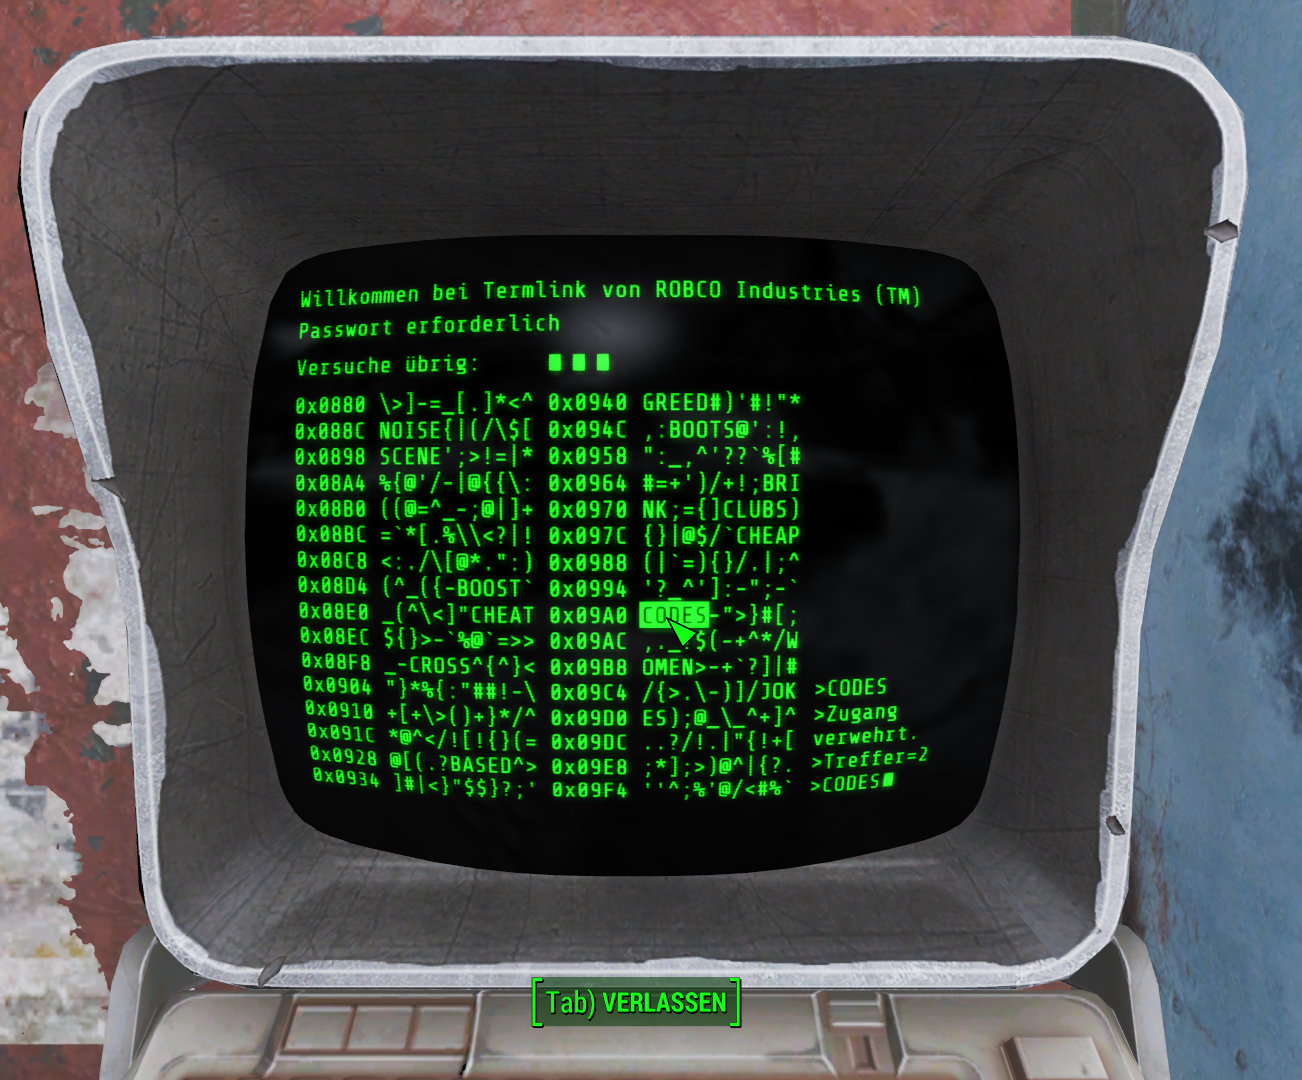 Willkommen bei Termlink von ROBCO Industries (TM)
Passwort erforderlich
Versuche übrig: ■ ■ ■
0x0880 \>]-=_[.]*<^ 0x0940 GREED#)'#!"*
0x088C NOISE{|(/\$[ 0x094C ,:BOOTS@':!,
0x0898 SCENE';>!=|* 0x0958 ":_,^'??`%[#
0x08A4 %{@'/-|@{{\: 0x0964 #=+')/+!;BRI
0x08B0 ((@=^_-;@|]+ 0x0970 NK;={]CLUBS)
0x08BC =`*[.%\\<?|! 0x097C {}|@$/`CHEAP
0x08C8 <:./\[@*.":) 0x0988 (|`=){}/.|;^
0x08D4 (^_({-BOOST` 0x0994 '?_^']:-";-`
0x08E0 _(^\<]"CHEAT 0x09A0 CODES-">}#[;
0x08EC ${}>-`%@`=>> 0x09AC ,._ $(-+^*/W
0x08F8 _-CROSS^{^}< 0x09B8 OMEN>-+`?]|#
0x0904 "}*%{:"##!-\ 0x09C4 /{>.\-)]/JOK >CODES
0x0910 +[+\>()+}*/^ 0x09D0 ES);@_\_^+]^ >Zugang
0x091C *@^</![!{}(= 0x09DC ..?/!.|"{!+[ verwehrt.
0x0928 @[(.?BASED^> 0x09E8 ;*];>)@^|{?. >Treffer=2
0x0934 ]#|<}"$$}?;' 0x09F4 ''^;%'@/<#%` >CODES■
Tab) VERLASSEN